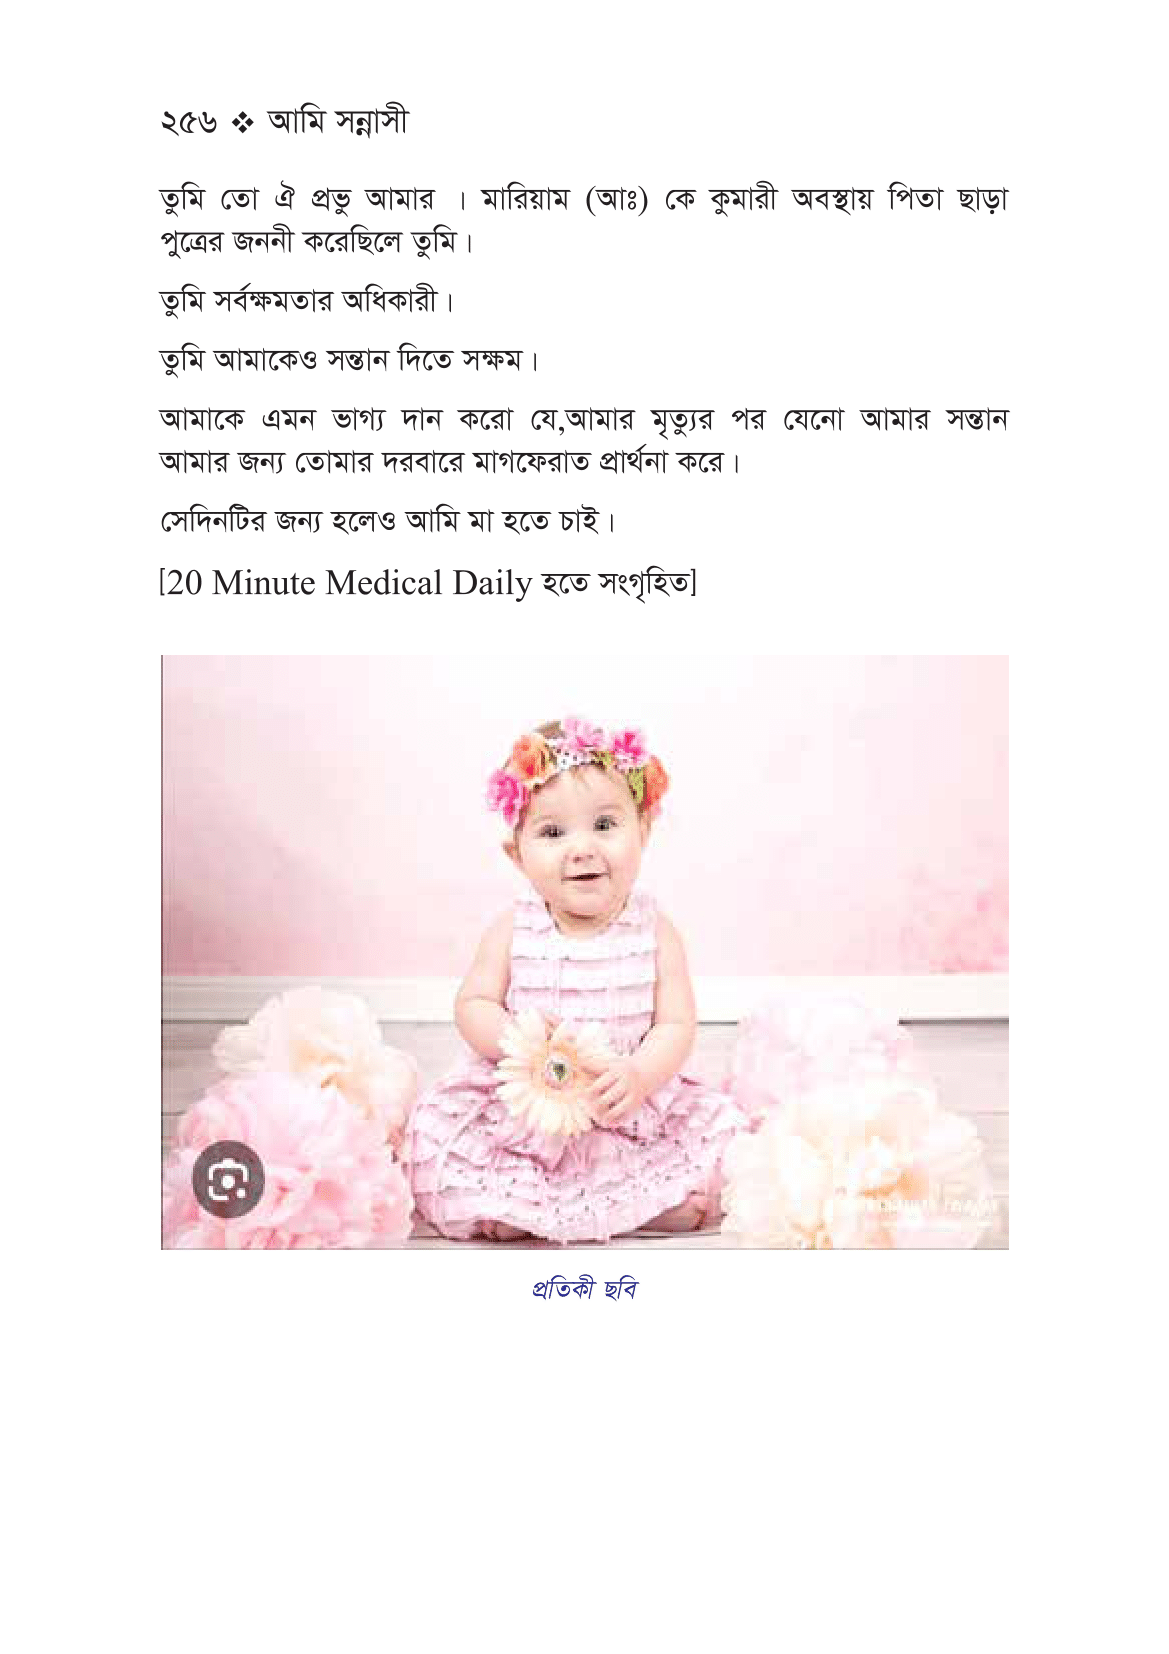 ২৫৬ ❖ আমি সন্নাসী
তুমি তো ঐ প্রভু আমার । মারিয়াম (আঃ) কে কুমারী অবস্থায় পিতা ছাড়া
পুত্রের জননী করেছিলে তুমি।
তুমি সর্বক্ষমতার অধিকারী।
তুমি আমাকেও সন্তান দিতে সক্ষম।
আমাকে এমন ভাগ্য দান করো যে,আমার মৃত্যুর পর যেনো আমার সন্তান
আমার জন্য তোমার দরবারে মাগফেরাত প্রার্থনা করে।
সেদিনটির জন্য হলেও আমি মা হতে চাই।
[20 Minute Medical Daily হতে সংগৃহিত]
প্রতিকী ছবি